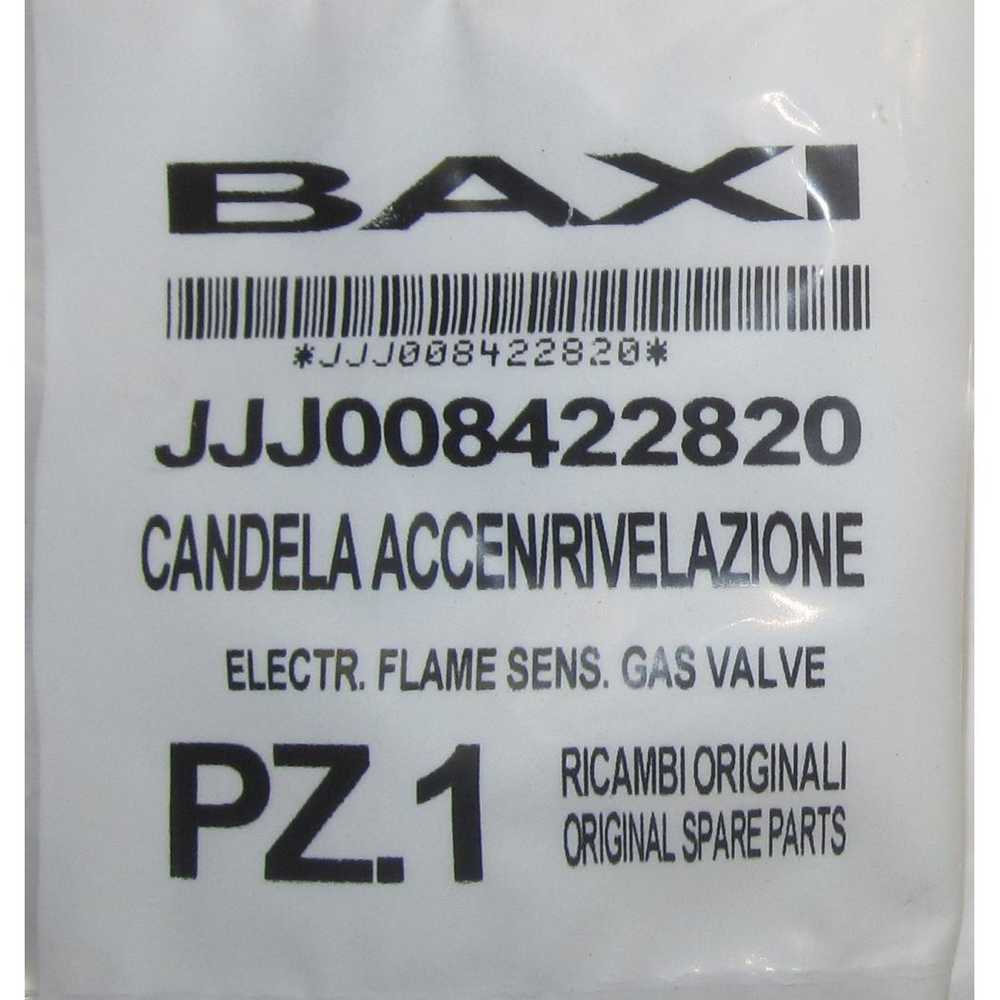 BAXI
*JJJ008422820*
JJJ008422820
CANDELA ACCEN/RIVELAZIONE
ELECTR. FLAME SENS. GAS VALVE
PZ.1
RICAMBI ORIGINALI
ORIGINAL SPARE PARTS